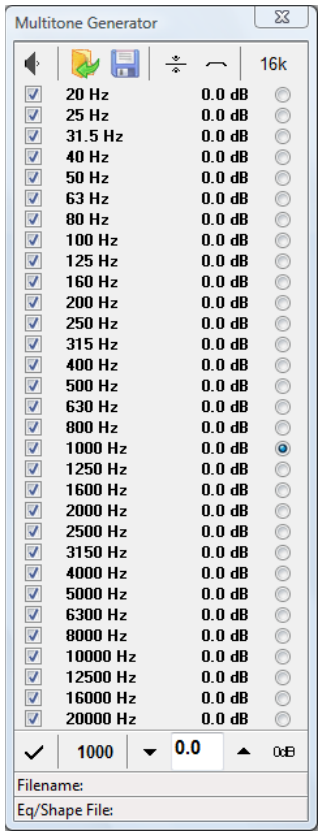 Multitone Generator
16k
20 Hz 0.0 dB
25 Hz 0.0 dB
31.5 Hz 0.0 dB
40 Hz 0.0 dB
50 Hz 0.0 dB
63 Hz 0.0 dB
80 Hz 0.0 dB
100 Hz 0.0 dB
125 Hz 0.0 dB
160 Hz 0.0 dB
200 Hz 0.0 dB
250 Hz 0.0 dB
315 Hz 0.0 dB
400 Hz 0.0 dB
500 Hz 0.0 dB
630 Hz 0.0 dB
800 Hz 0.0 dB
1000 Hz 0.0 dB
1250 Hz 0.0 dB
1600 Hz 0.0 dB
2000 Hz 0.0 dB
2500 Hz 0.0 dB
3150 Hz 0.0 dB
4000 Hz 0.0 dB
5000 Hz 0.0 dB
6300 Hz 0.0 dB
8000 Hz 0.0 dB
10000 Hz 0.0 dB
12500 Hz 0.0 dB
16000 Hz 0.0 dB
20000 Hz 0.0 dB
1000 0.0 0dB
Filename:
Eq/Shape File: